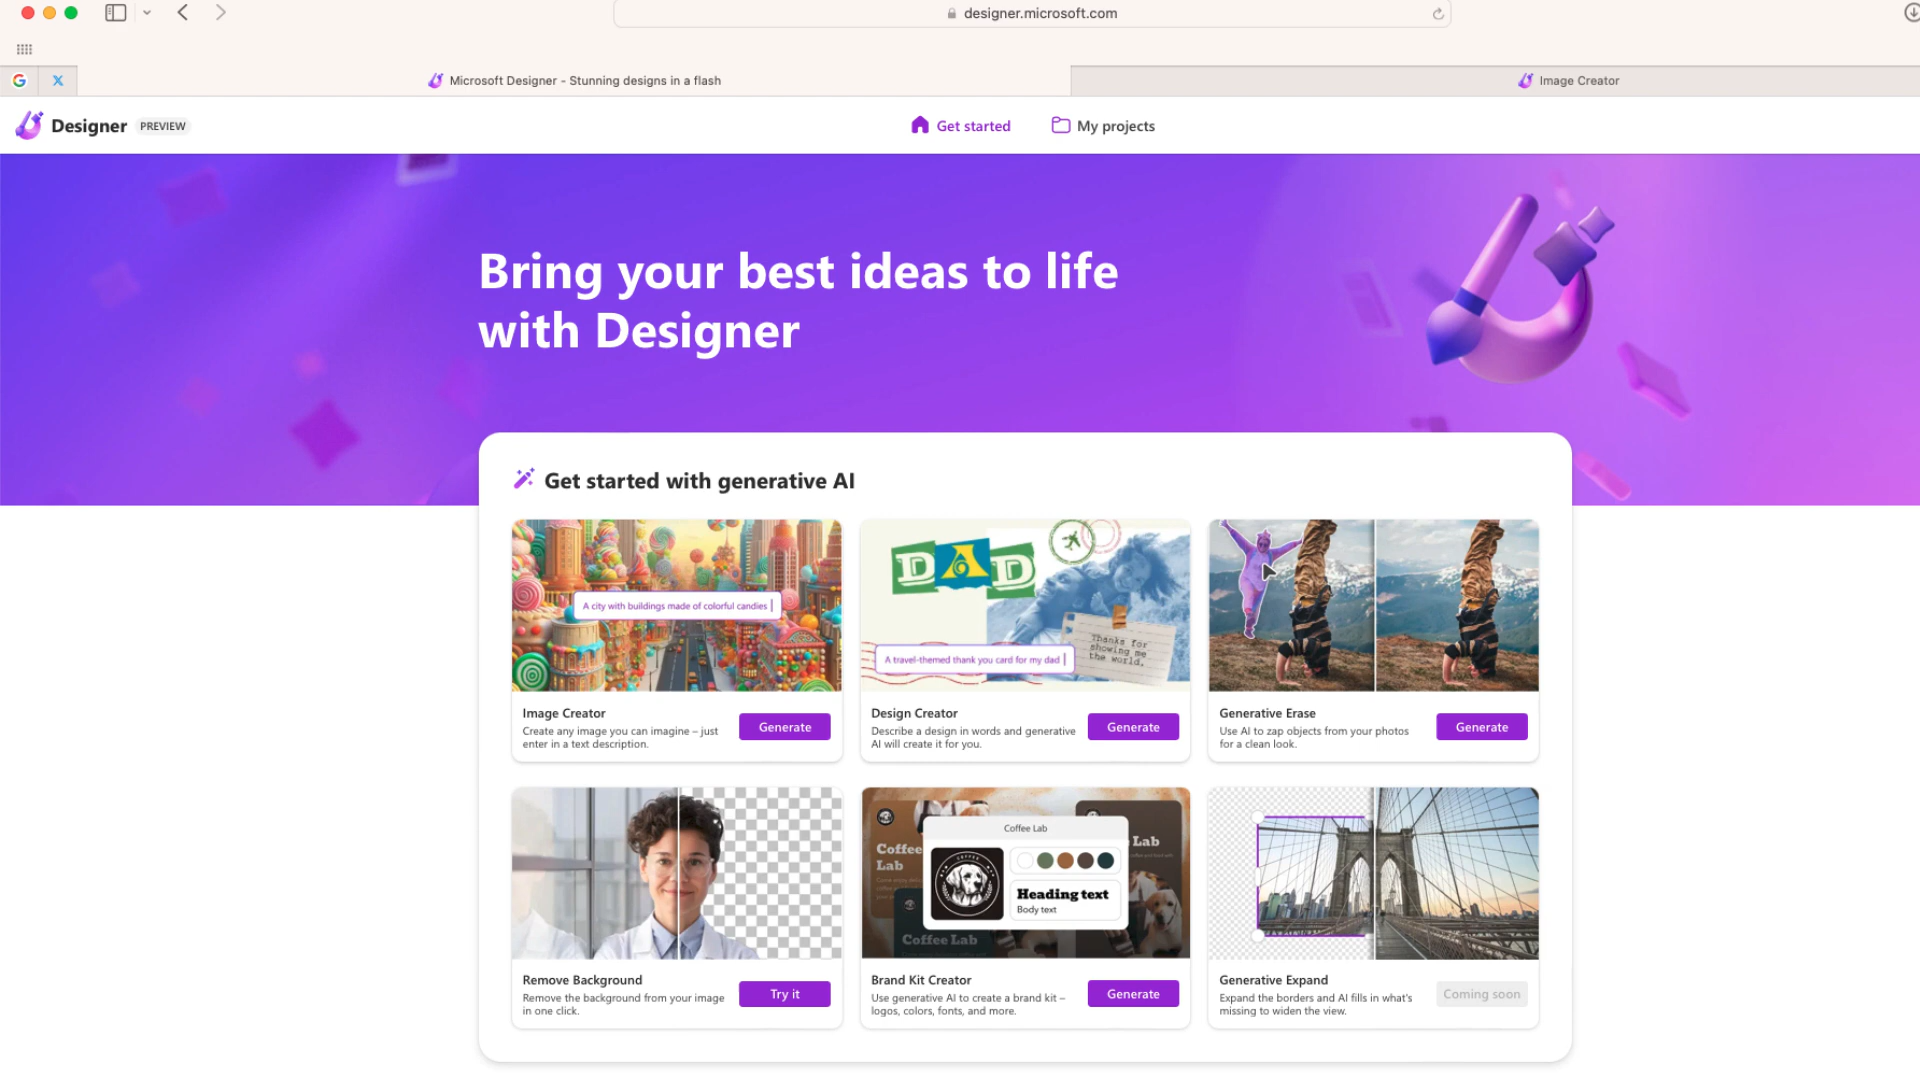 designer.microsoft.com
Microsoft Designer - Stunning designs in a flash
Image Creator
Designer PREVIEW
Get started
My projects
Bring your best ideas to life
with Designer
Get started with generative AI
A city with buildings made of colorful candies
DAD
Thanks for
showing me
the world.
A travel-themed thank you card for my dad
Image Creator
Create any image you can imagine – just
enter in a text description.
Generate
Design Creator
Describe a design in words and generative
AI will create it for you.
Generate
Generative Erase
Use AI to zap objects from your photos
for a clean look.
Generate
Coffee Lab
Coffee
Lab
Lab
COFFEE
Heading text
Body text
Coffee Lab
Remove Background
Remove the background from your image
in one click.
Try it
Brand Kit Creator
Use generative AI to create a brand kit –
logos, colors, fonts, and more.
Generate
Generative Expand
Expand the borders and AI fills in what's
missing to widen the view.
Coming soon